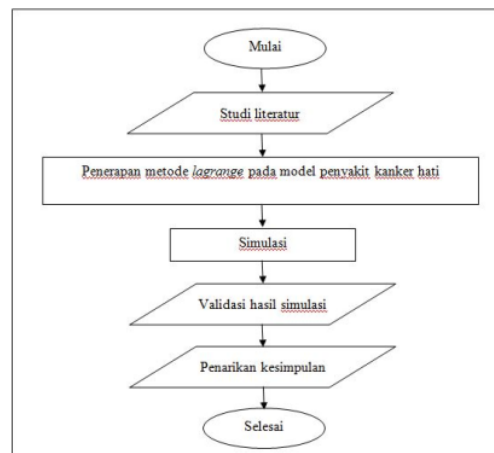 Mulai
Studi literatur
Penerapan metode lagrange pada model penyakit kanker hati
Simulasi
Validasi hasil simulasi
Penarikan kesimpulan
Selesai